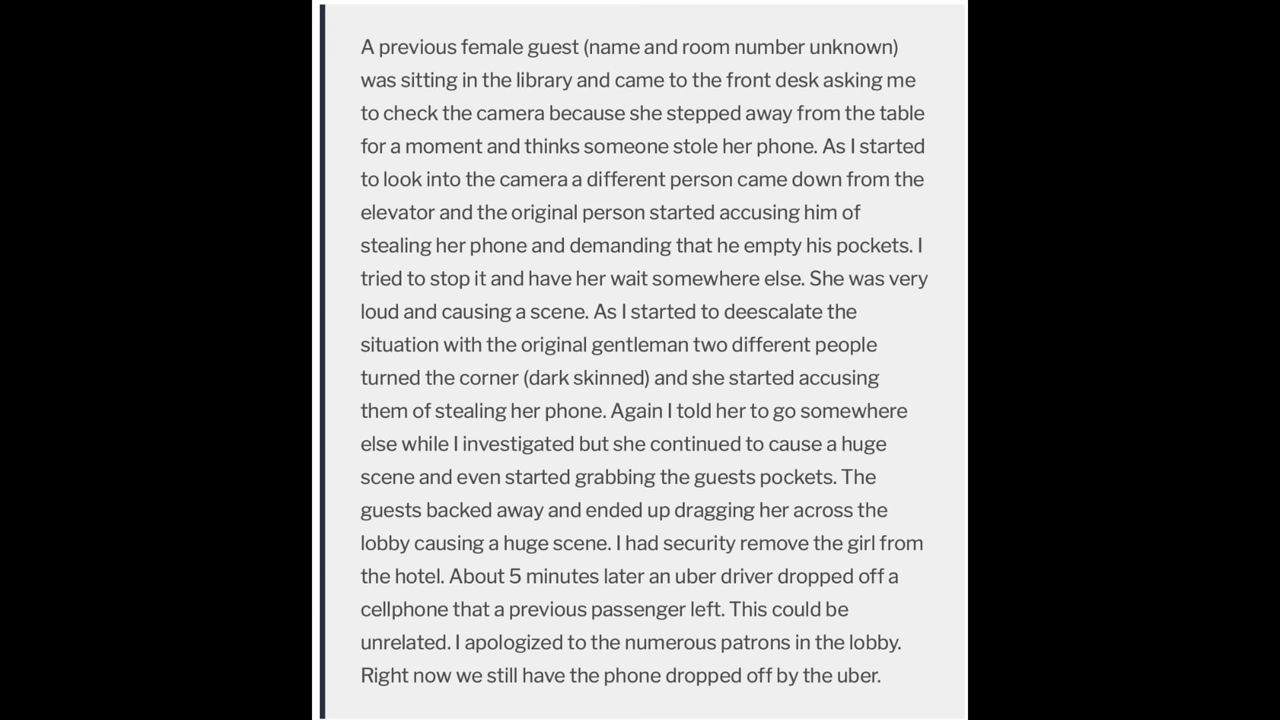 A previous female guest (name and room number unknown)
was sitting in the library and came to the front desk asking me
to check the camera because she stepped away from the table
for a moment and thinks someone stole her phone. As I started
to look into the camera a different person came down from the
elevator and the original person started accusing him of
stealing her phone and demanding that he empty his pockets. I
tried to stop it and have her wait somewhere else. She was very
loud and causing a scene. As I started to deescalate the
situation with the original gentleman two different people
turned the corner (dark skinned) and she started accusing
them of stealing her phone. Again I told her to go somewhere
else while I investigated but she continued to cause a huge
scene and even started grabbing the guests pockets. The
guests backed away and ended up dragging her across the
lobby causing a huge scene. I had security remove the girl from
the hotel. About 5 minutes later an uber driver dropped off a
cellphone that a previous passenger left. This could be
unrelated. I apologized to the numerous patrons in the lobby.
Right now we still have the phone dropped off by the uber.